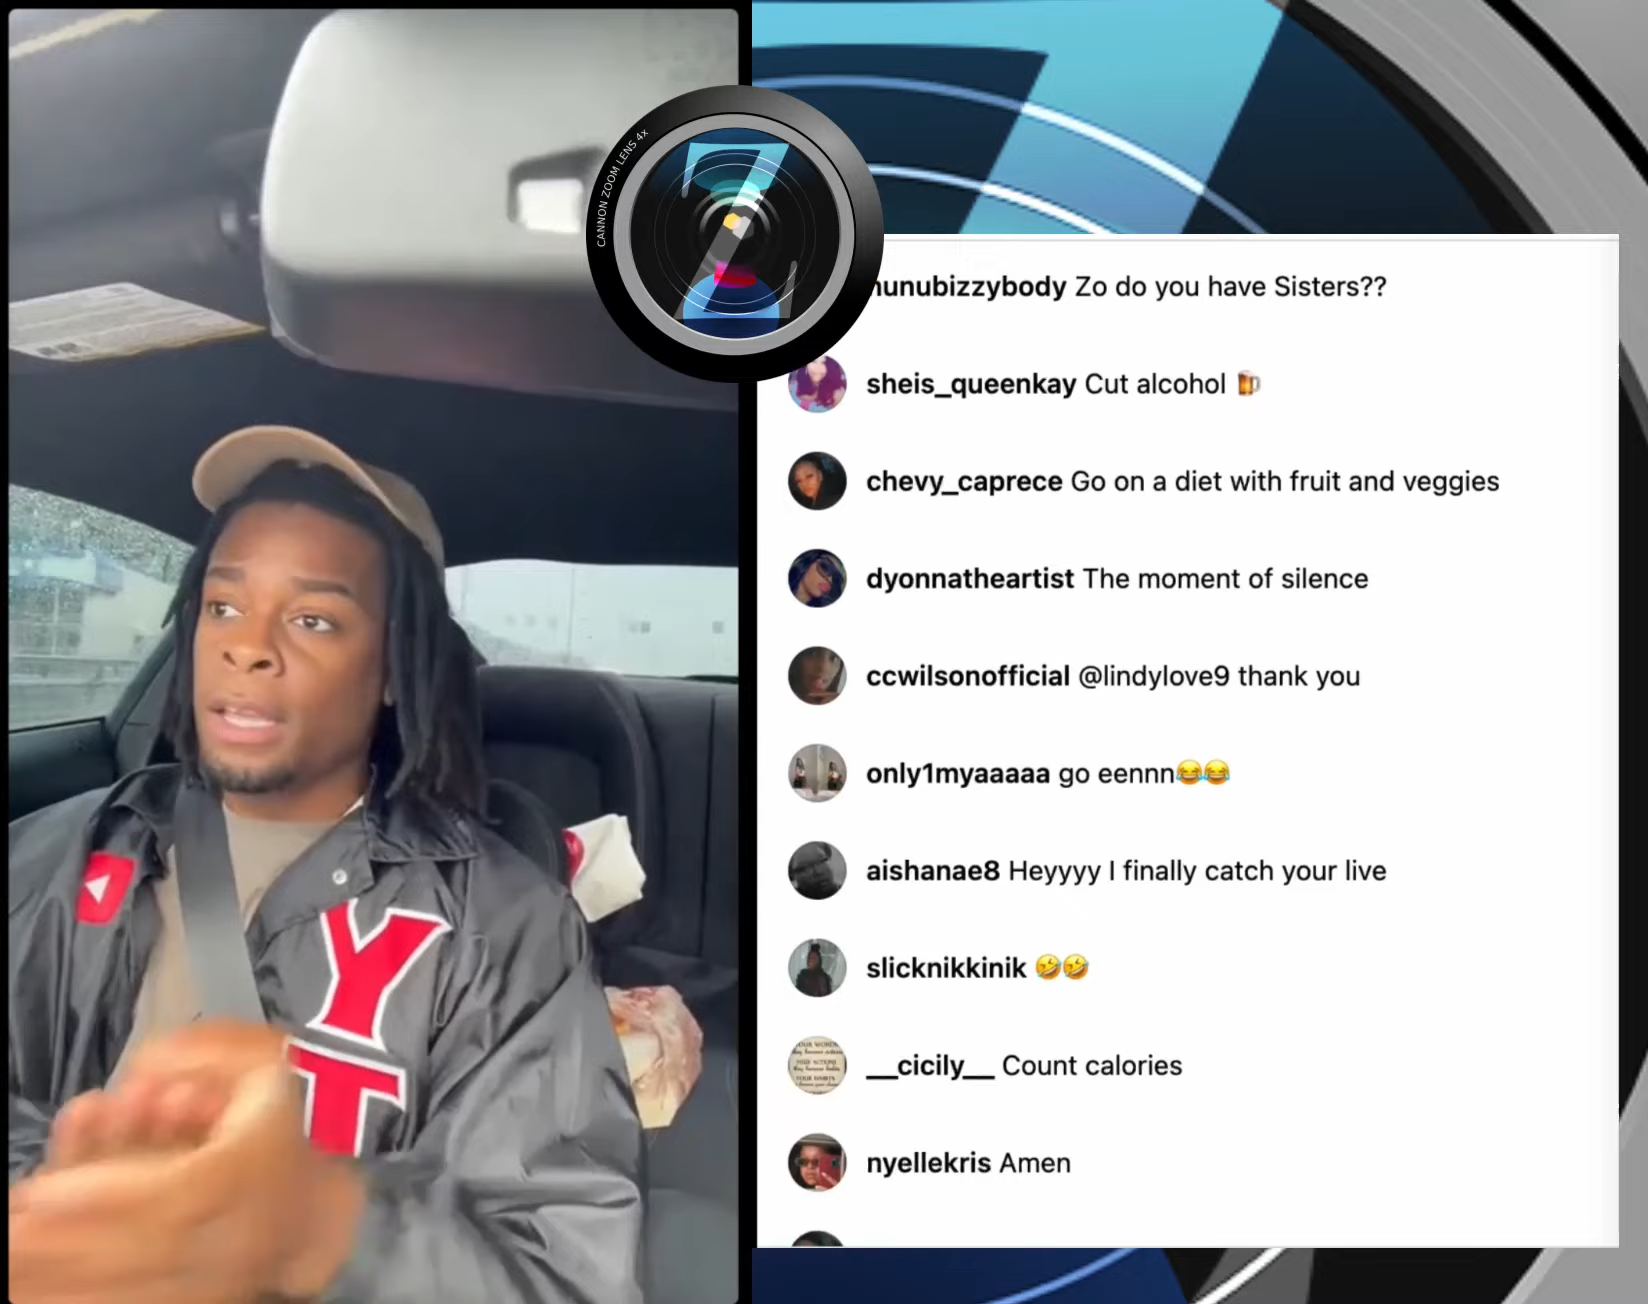 CANNON ZOOM LENS 4x
Z
Y
T
nunubizzybody Zo do you have Sisters??
sheis_queenkay Cut alcohol 🍺
chevy_caprece Go on a diet with fruit and veggies
dyonnatheartist The moment of silence
ccwilsonofficial @lindylove9 thank you
only1myaaaaa go eennn😂😂
aishanae8 Heyyyy I finally catch your live
slicknikkinik 🤣🤣
__cicily__ Count calories
nyellekris Amen